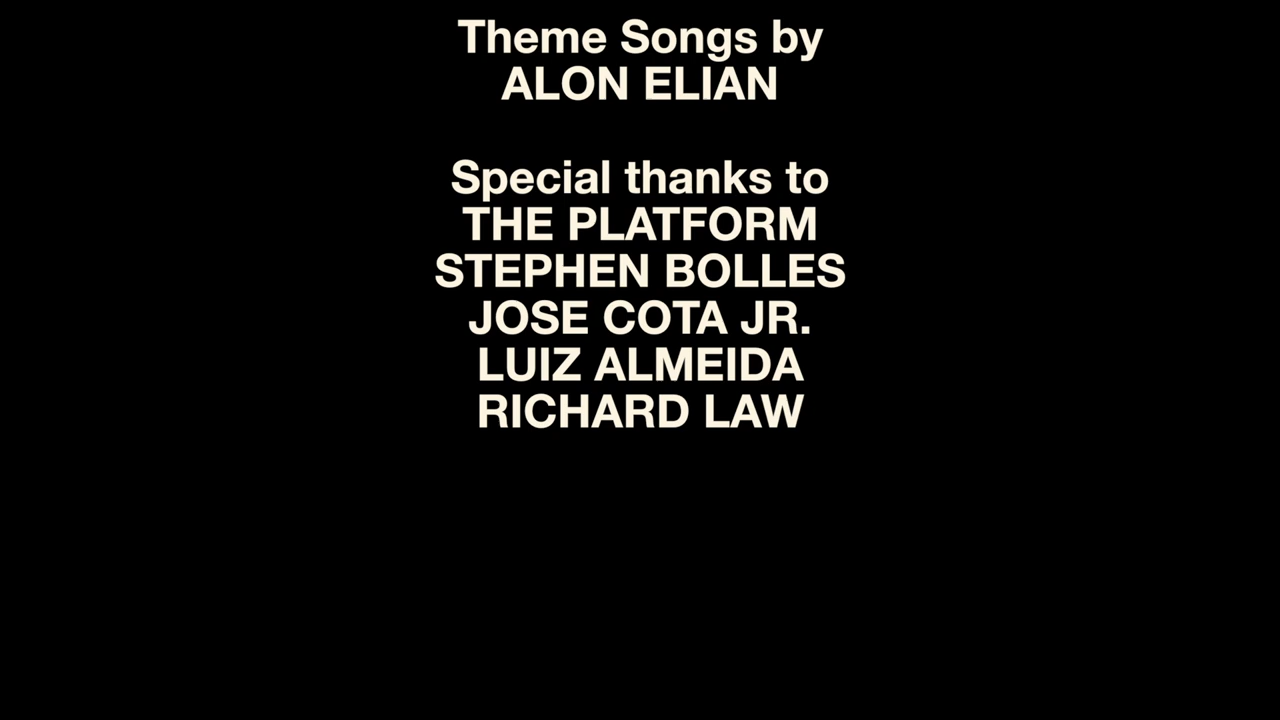 Theme Songs by
ALON ELIAN
Special thanks to
THE PLATFORM
STEPHEN BOLLES
JOSE COTA JR.
LUIZ ALMEIDA
RICHARD LAW